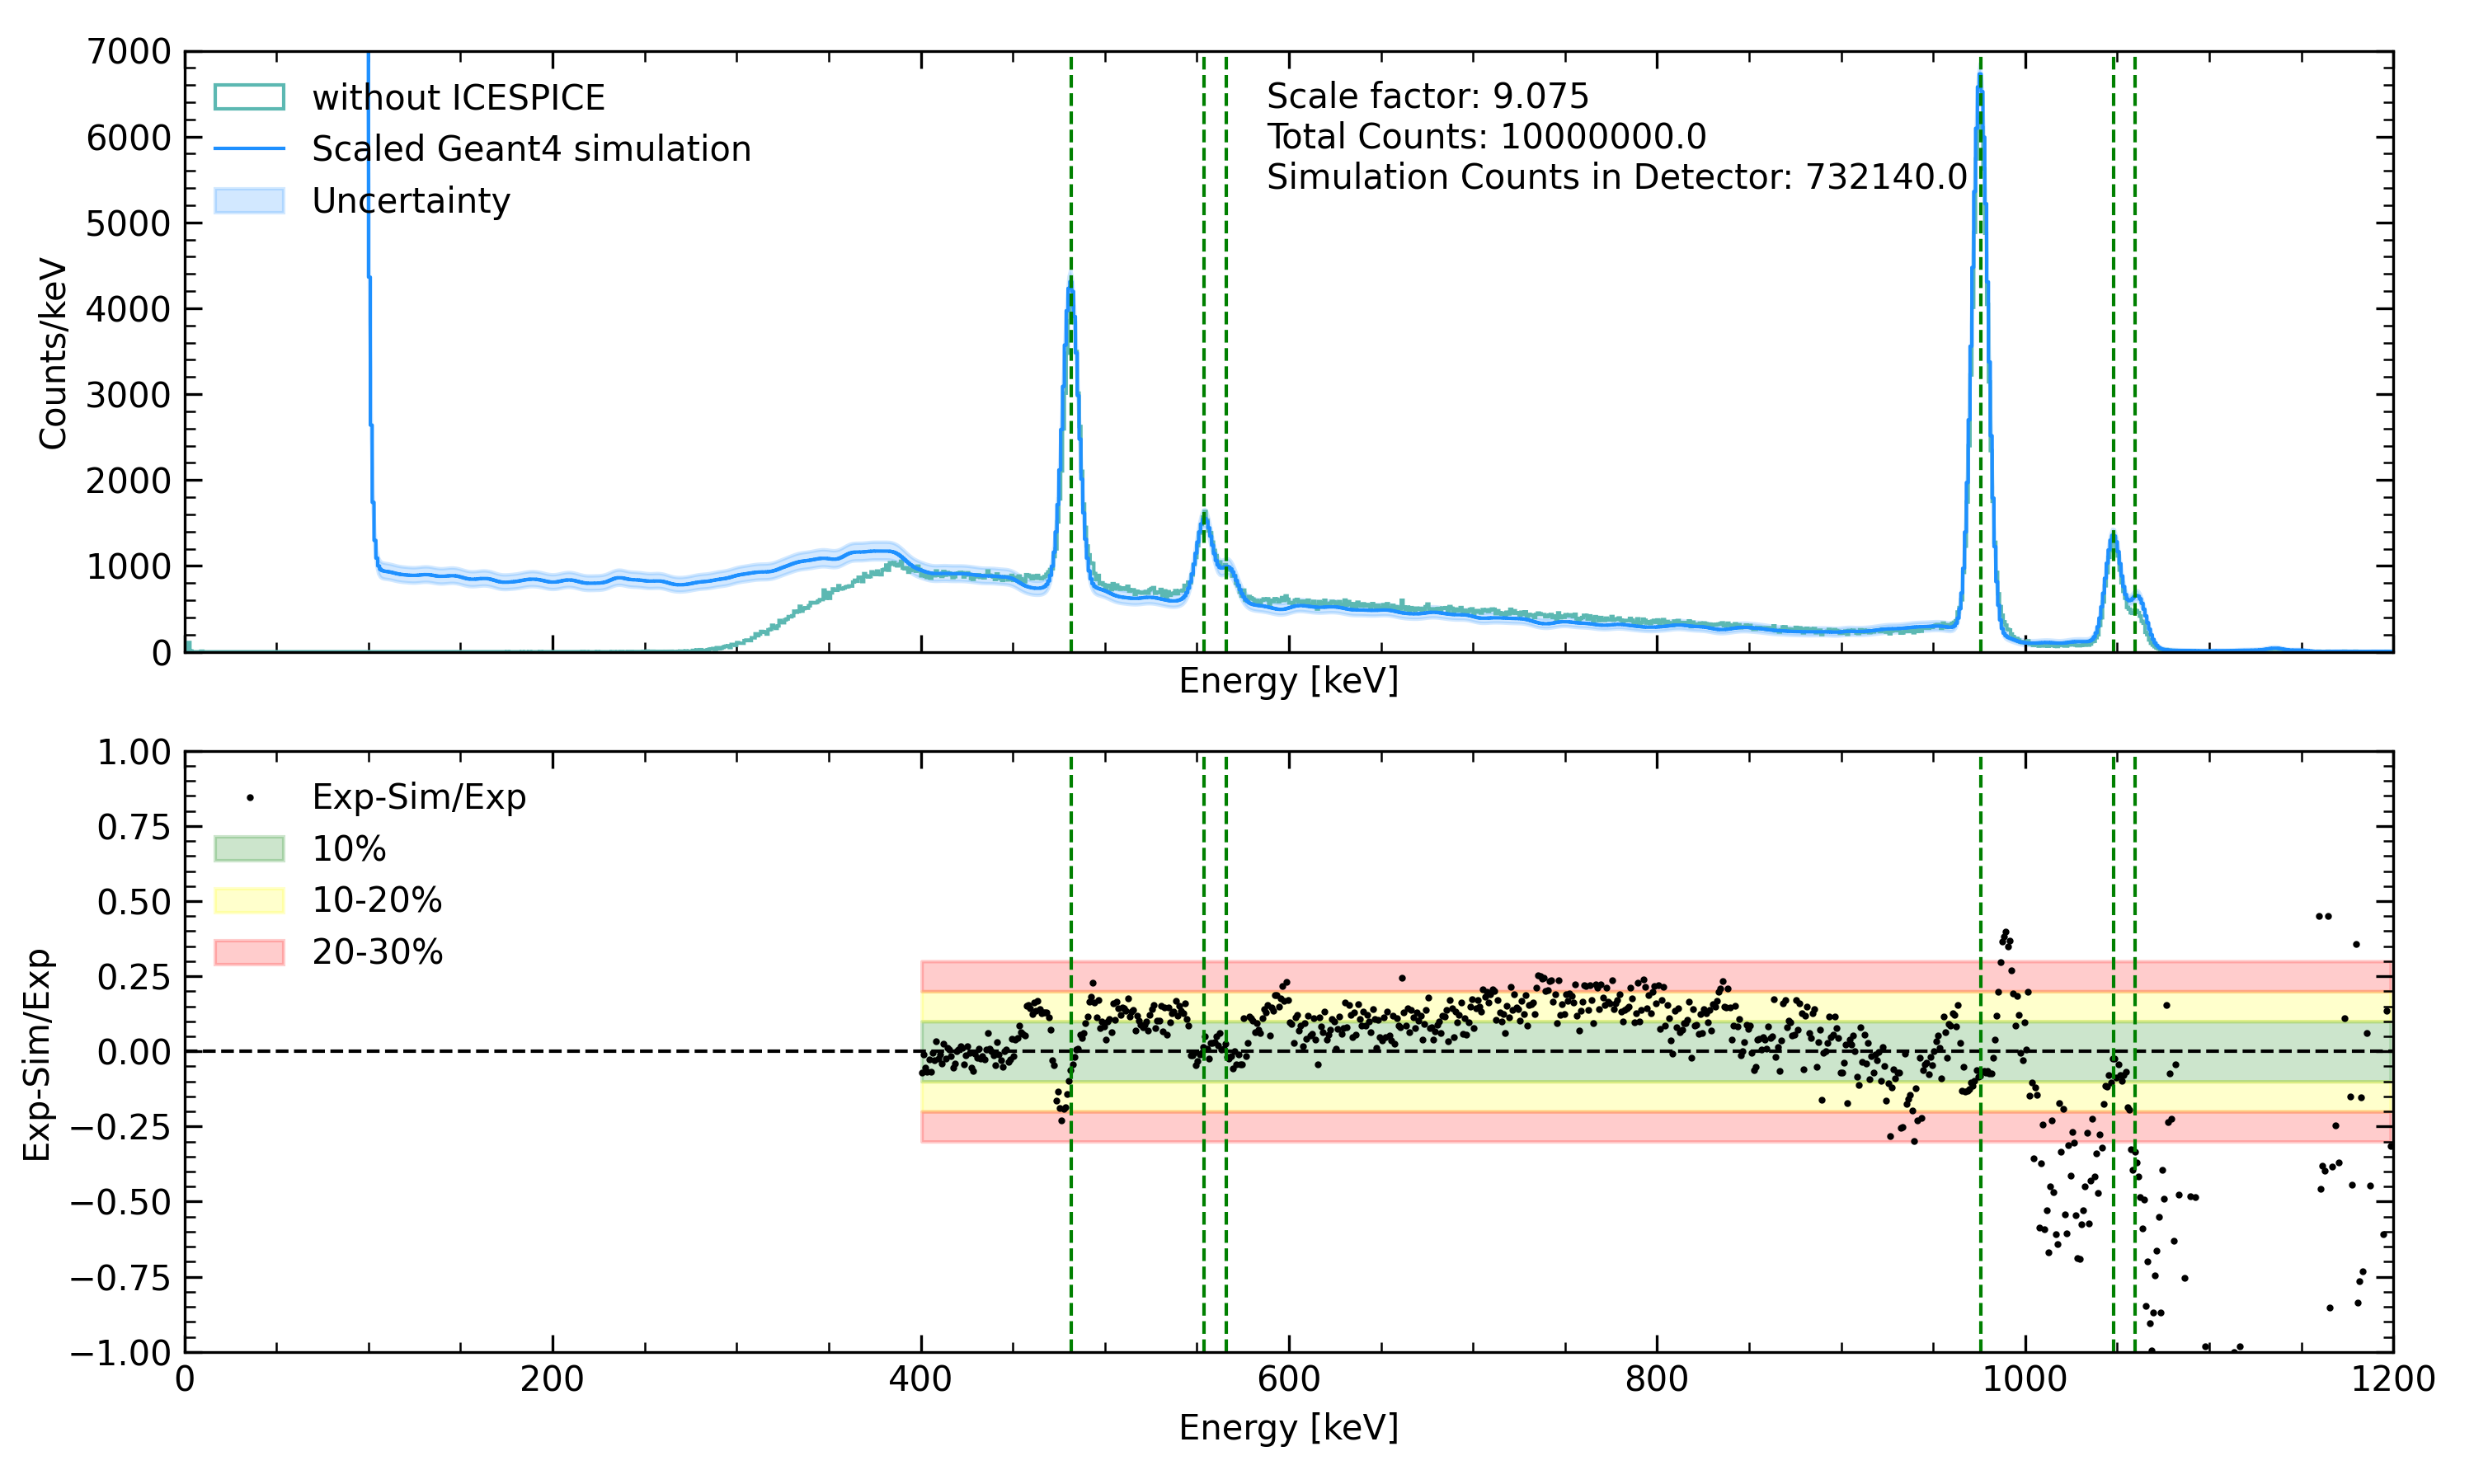 7000
6000
5000
4000
3000
2000
1000
0
Counts/keV
without ICESPICE
Scaled Geant4 simulation
Uncertainty
Scale factor: 9.075
Total Counts: 10000000.0
Simulation Counts in Detector: 732140.0
Energy [keV]
1.00
0.75
0.50
0.25
0.00
−0.25
−0.50
−0.75
−1.00
Exp-Sim/Exp
Exp-Sim/Exp
10%
10-20%
20-30%
0 200 400 600 800 1000 1200
Energy [keV]